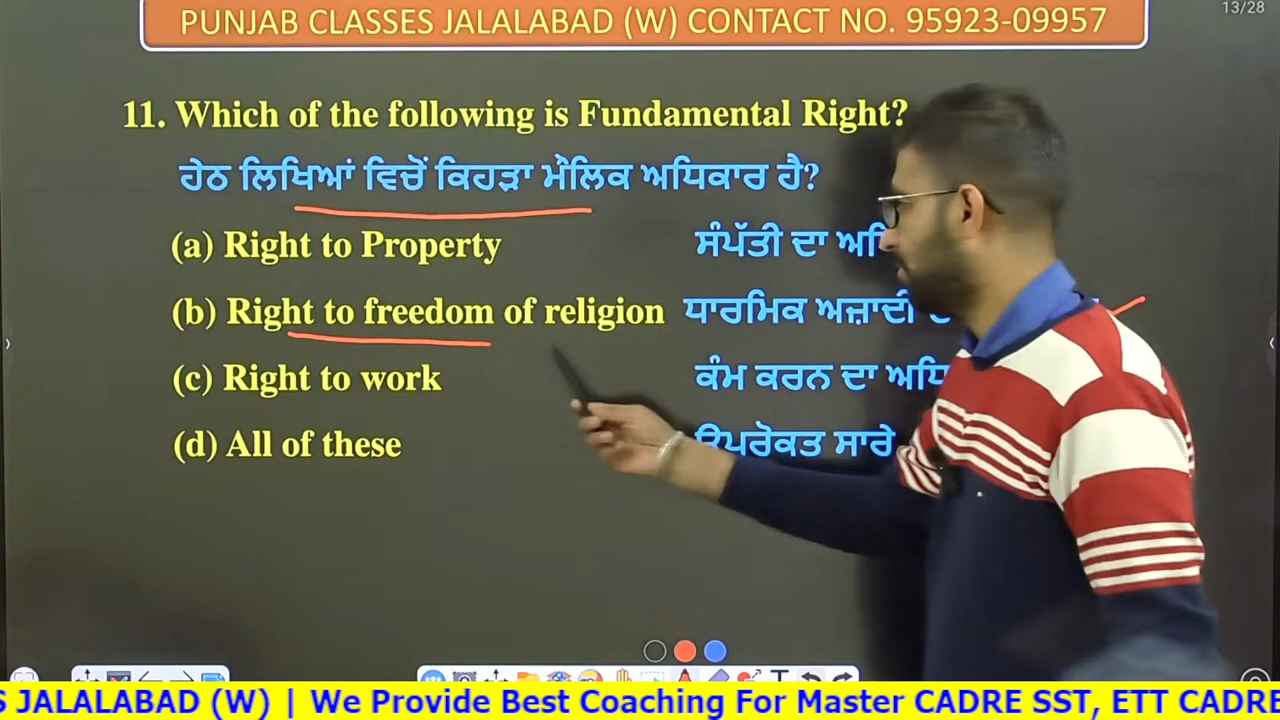 13/28
PUNJAB CLASSES JALALABAD (W) CONTACT NO. 95923-09957
11. Which of the following is Fundamental Right?
ਹੇਠ ਲਿਖਿਆਂ ਵਿਚੋਂ ਕਿਹੜਾ ਮੌਲਿਕ ਅਧਿਕਾਰ ਹੈ?
(a) Right to Property ਸੰਪੱਤੀ ਦਾ
(b) Right to freedom of religion ਧਾਰਮਿਕ ਅਜ਼ਾਦੀ
(c) Right to work ਕੰਮ ਕਰਨ ਦਾ
(d) All of these ਉਪਰੋਕਤ ਸਾਰੇ
S JALALABAD (W) | We Provide Best Coaching For Master CADRE SST, ETT CADRE